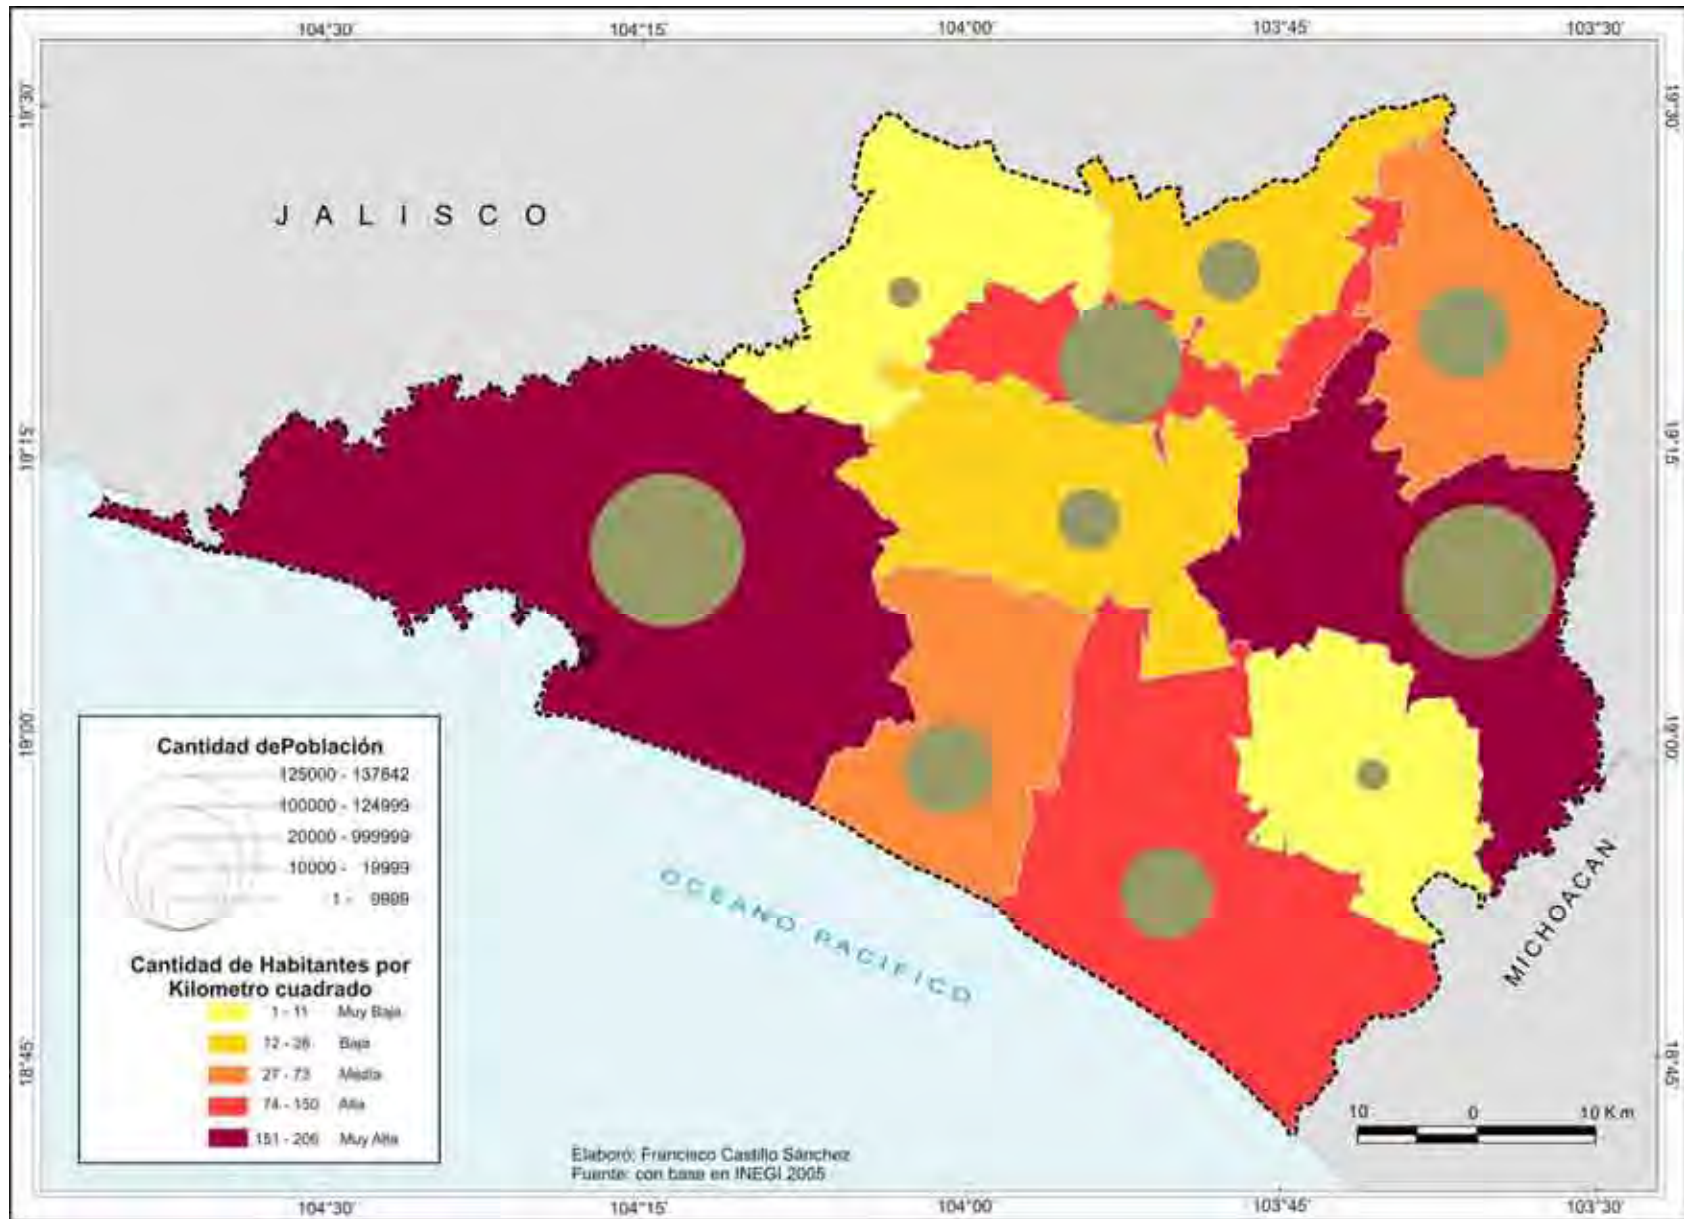 104°30' 104°15' 104°00' 103°45' 103°30'
19°30' 19°30'
JALISCO
19°15' 19°15'
19°00' 19°00'
Cantidad dePoblación
125000 - 137842
100000 - 124999
20000 - 999999
10000 - 19999
1 - 9999
Cantidad de Habitantes por
Kilometro cuadrado
1 - 11 Muy Baja
12 - 26 Baja
27 - 73 Media
74 - 150 Alta
151 - 206 Muy Alta
OCEANO PACIFICO
MICHOACAN
18°45' 18°45'
10 0 10 Km
Elaboró: Francisco Castillo Sánchez
Fuente: con base en INEGI 2005
104°30' 104°15' 104°00' 103°45' 103°30'